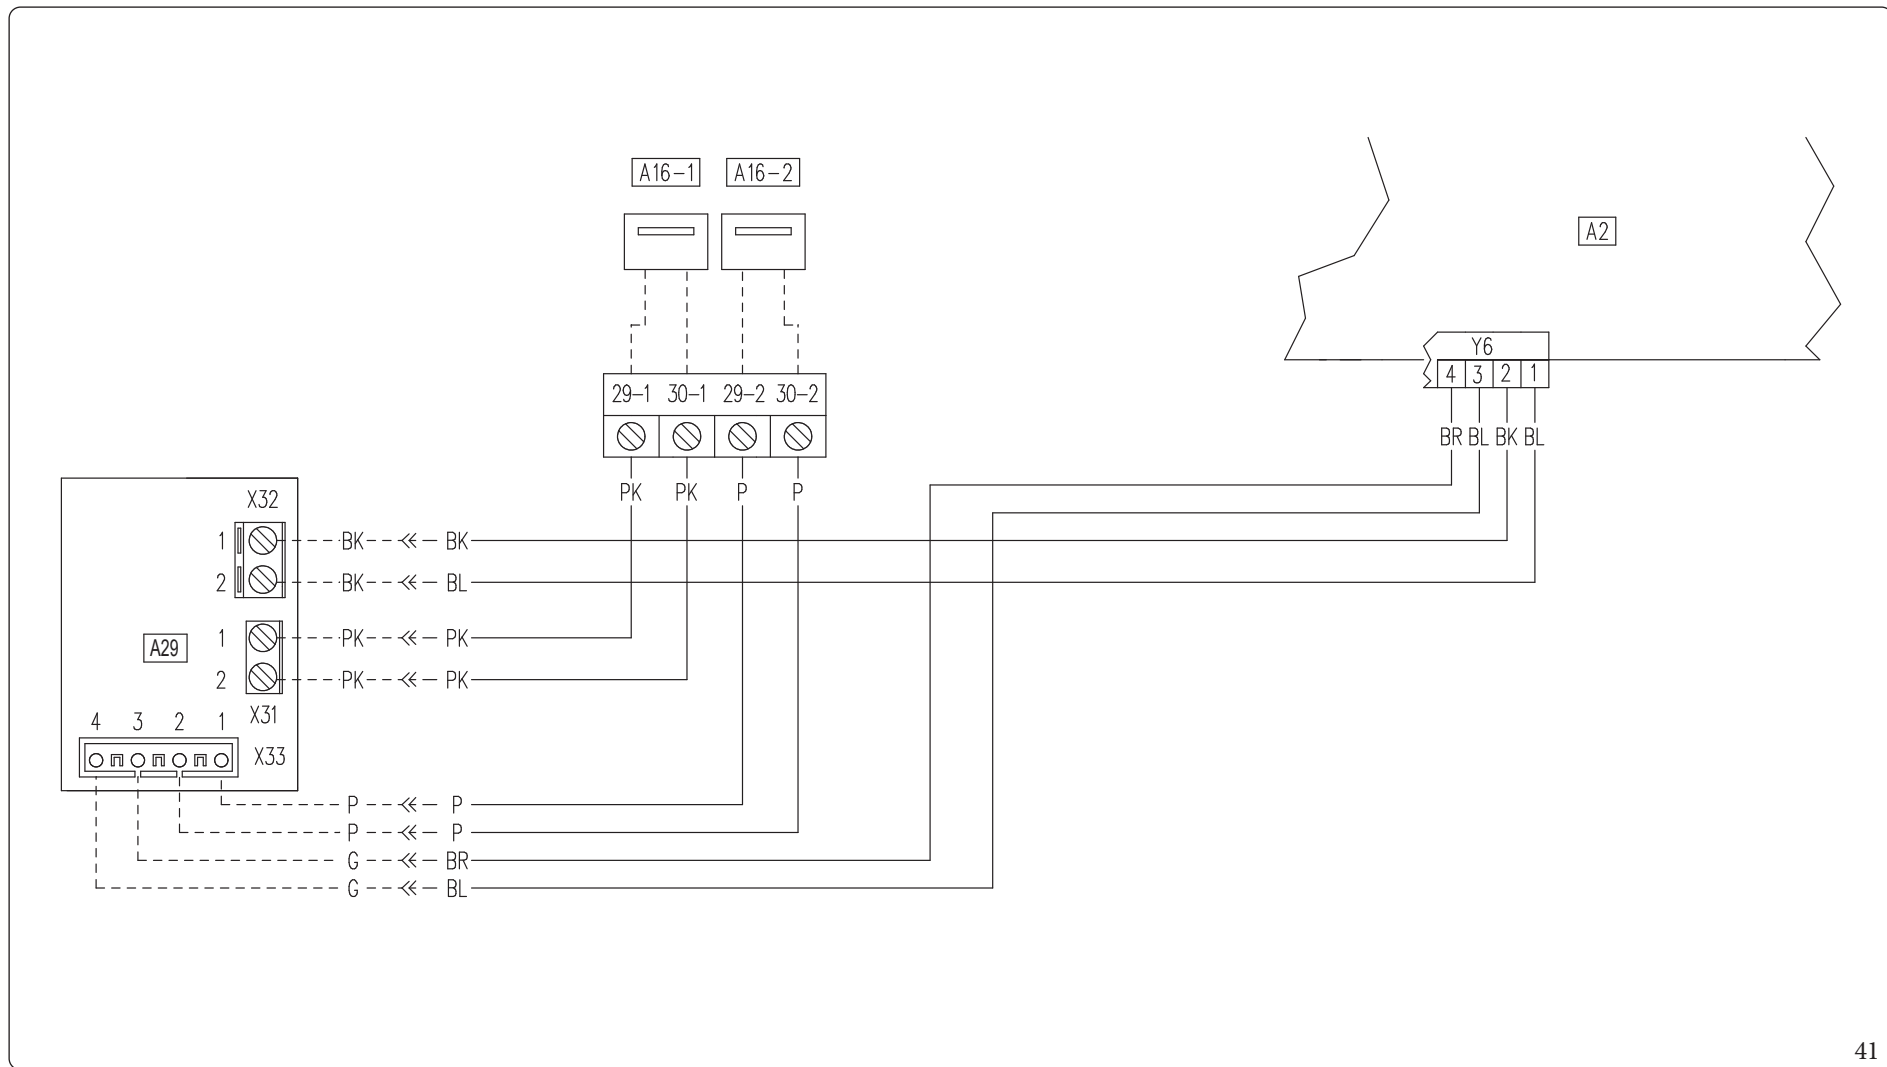 A16-1 A16-2
A2
Y6
4 3 2 1
29-1 30-1 29-2 30-2
BR BL BK BL
PK PK P P
X32
1 BK BK
2 BK BL
A29
1 PK PK
2 PK PK
X31
4 3 2 1
X33
P P
P P
G BR
G BL
41